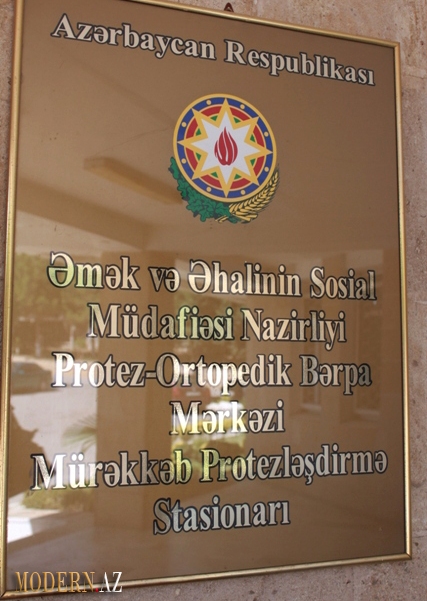 Azərbaycan Respublikası
Əmək və Əhalinin Sosial
Müdafiəsi Nazirliyi
Protez-Ortopedik Bərpa
Mərkəzi
Mürəkkəb Protezləşdirmə
Stasionarı
MODERN.AZ